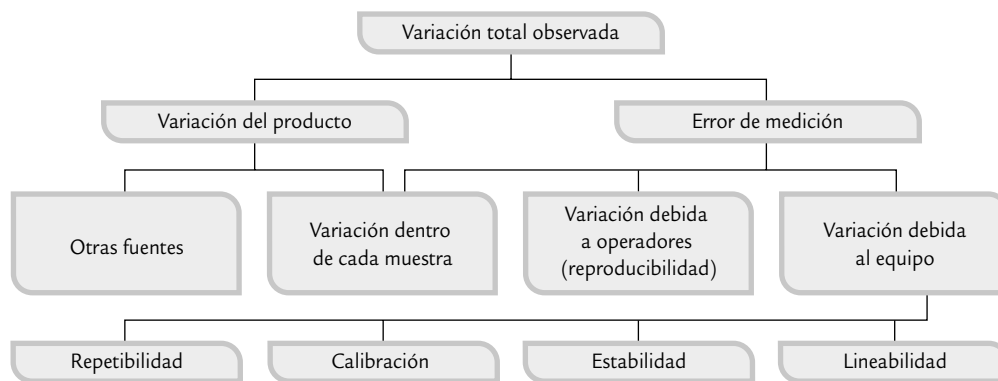 Variación total observada
Variación del producto
Error de medición
Otras fuentes
Variación dentro
de cada muestra
Variación debida
a operadores
(reproducibilidad)
Variación debida
al equipo
Repetibilidad
Calibración
Estabilidad
Lineabilidad